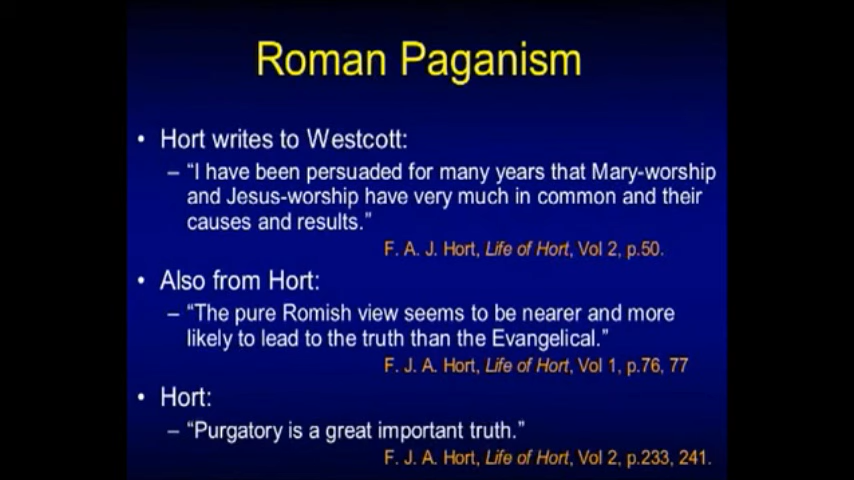 Roman Paganism
• Hort writes to Westcott:
– “I have been persuaded for many years that Mary-worship
and Jesus-worship have very much in common and their
causes and results.”
F. A. J. Hort, Life of Hort, Vol 2, p.50.
• Also from Hort:
– “The pure Romish view seems to be nearer and more
likely to lead to the truth than the Evangelical.”
F. J. A. Hort, Life of Hort, Vol 1, p.76, 77
• Hort:
– “Purgatory is a great important truth.”
F. J. A. Hort, Life of Hort, Vol 2, p.233, 241.